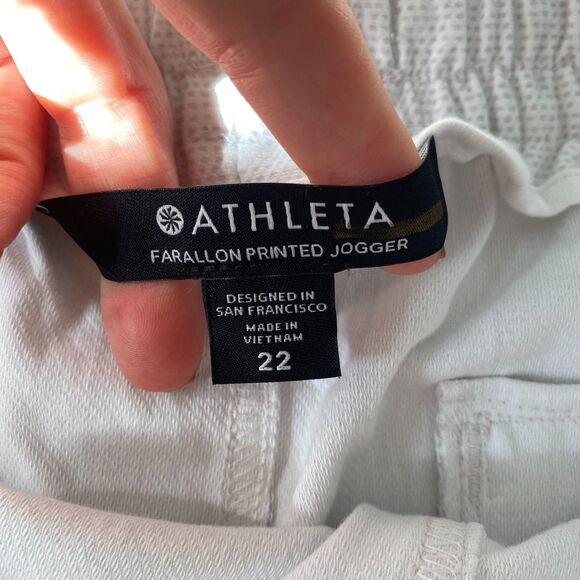 ATHLETA
FARALLON PRINTED JOGGER
DESIGNED IN
SAN FRANCISCO
MADE IN
VIETNAM
22